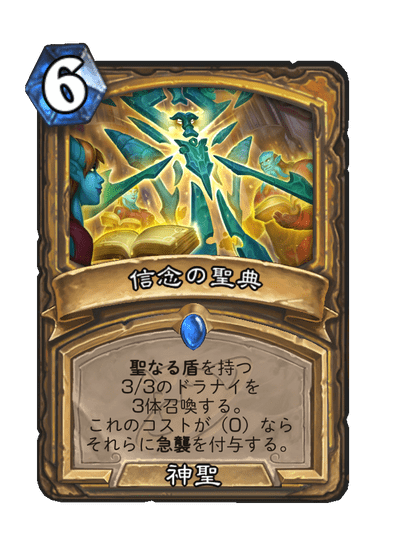 6
信念の聖典
聖なる盾を持つ
3/3のドラナイを
3体召喚する。
これのコストが（0）なら
それらに急襲を付与する。
神聖